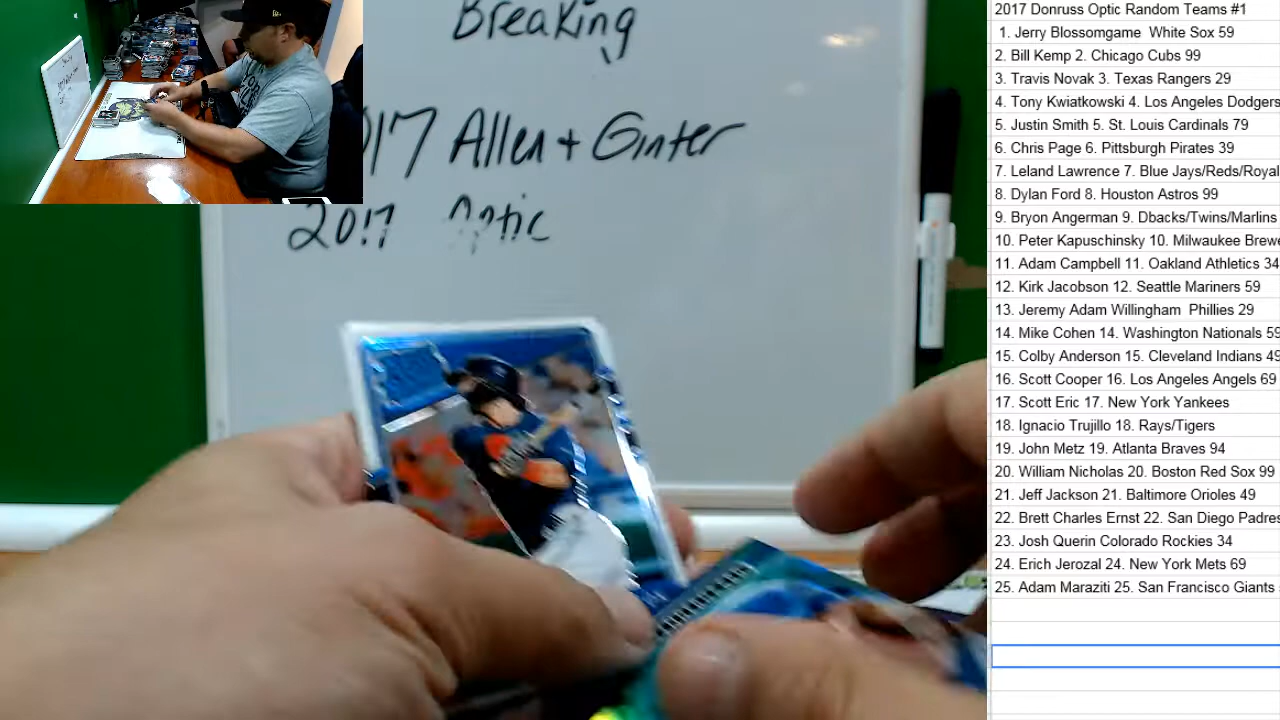 Breaking
017 Allen + Ginter
2017 Optic
2017 Donruss Optic Random Teams #1
1. Jerry Blossomgame White Sox 59
2. Bill Kemp 2. Chicago Cubs 99
3. Travis Novak 3. Texas Rangers 29
4. Tony Kwiatkowski 4. Los Angeles Dodgers
5. Justin Smith 5. St. Louis Cardinals 79
6. Chris Page 6. Pittsburgh Pirates 39
7. Leland Lawrence 7. Blue Jays/Reds/Royal
8. Dylan Ford 8. Houston Astros 99
9. Bryon Angerman 9. Dbacks/Twins/Marlins
10. Peter Kapuschinsky 10. Milwaukee Brewe
11. Adam Campbell 11. Oakland Athletics 34
12. Kirk Jacobson 12. Seattle Mariners 59
13. Jeremy Adam Willingham Phillies 29
14. Mike Cohen 14. Washington Nationals 59
15. Colby Anderson 15. Cleveland Indians 49
16. Scott Cooper 16. Los Angeles Angels 69
17. Scott Eric 17. New York Yankees
18. Ignacio Trujillo 18. Rays/Tigers
19. John Metz 19. Atlanta Braves 94
20. William Nicholas 20. Boston Red Sox 99
21. Jeff Jackson 21. Baltimore Orioles 49
22. Brett Charles Ernst 22. San Diego Padres
23. Josh Querin Colorado Rockies 34
24. Erich Jerozal 24. New York Mets 69
25. Adam Maraziti 25. San Francisco Giants